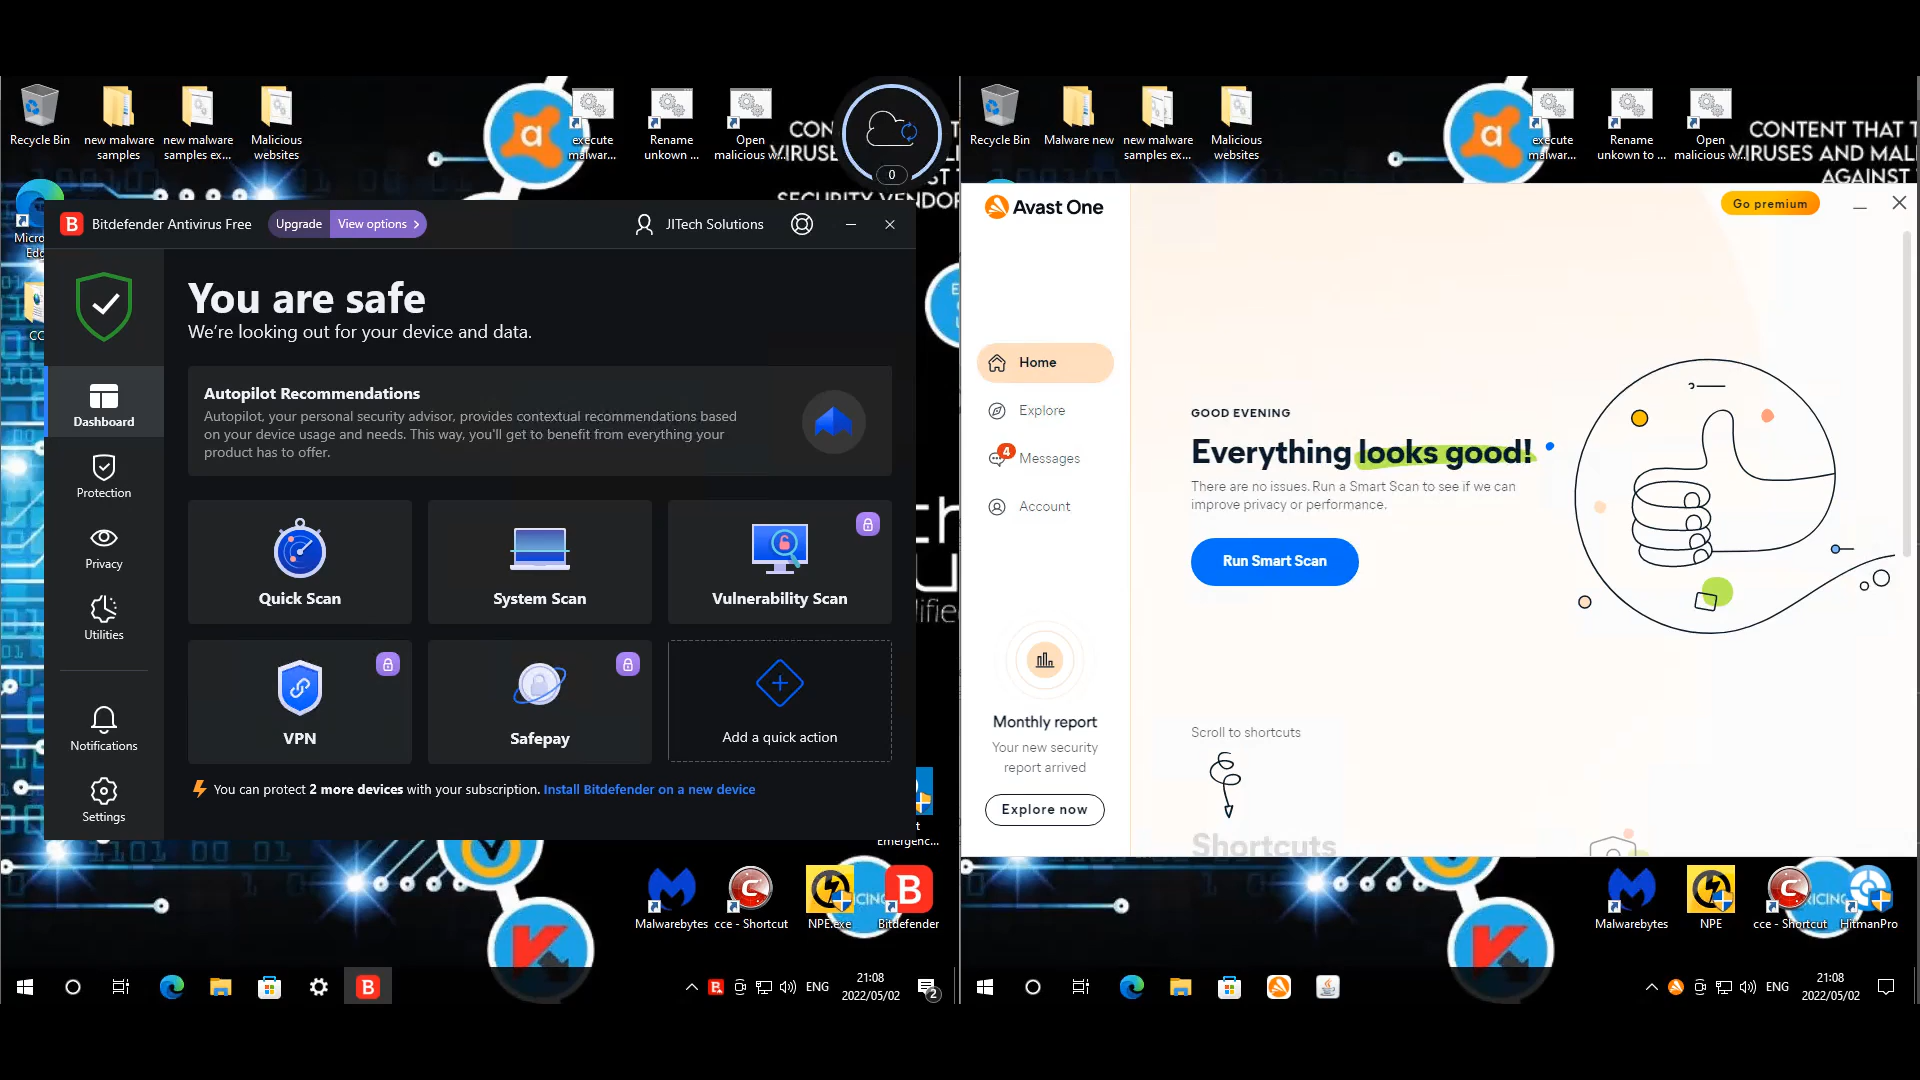 Recycle Bin
new malware
samples
new malware
samples ex...
Malicious
websites
execute
malwar...
Rename
unkown ...
Open
malicious w...
0
Bitdefender Antivirus Free
Upgrade
View options
JITech Solutions
You are safe
We're looking out for your device and data.
Dashboard
Protection
Privacy
Utilities
Notifications
Settings
Autopilot Recommendations
Autopilot, your personal security advisor, provides contextual recommendations based
on your device usage and needs. This way, you'll get to benefit from everything your
product has to offer.
Quick Scan
System Scan
Vulnerability Scan
VPN
Safepay
Add a quick action
You can protect 2 more devices with your subscription. Install Bitdefender on a new device
Emergenc...
Malwarebytes
cce - Shortcut
NPE.exe
Bitdefender
ENG
21:08
2022/05/02
2
Recycle Bin
Malware new
new malware
samples ex...
Malicious
websites
execute
malwar...
Rename
unkown to ...
Open
malicious w...
CONTENT THAT T
VIRUSES AND MAL
AGAINST
Avast One
Go premium
Home
Explore
4
Messages
Account
GOOD EVENING
Everything looks good!
There are no issues. Run a Smart Scan to see if we can
improve privacy or performance.
Run Smart Scan
Monthly report
Your new security
report arrived
Explore now
Scroll to shortcuts
Shortcuts
Malwarebytes
NPE
cce - Shortcut
HitmanPro
ENG
21:08
2022/05/02